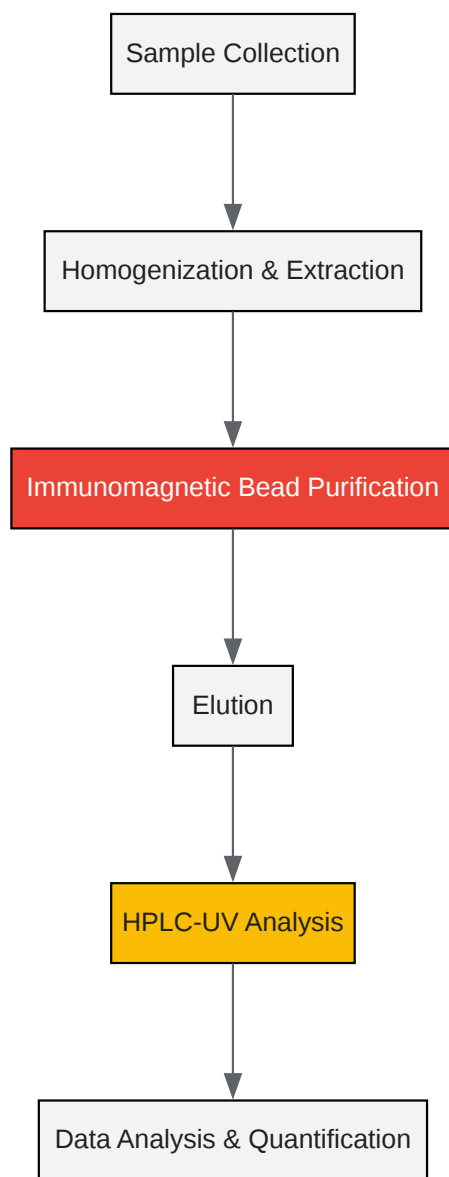 Sample Collection
Homogenization & Extraction
Immunomagnetic Bead Purification
Elution
HPLC-UV Analysis
Data Analysis & Quantification